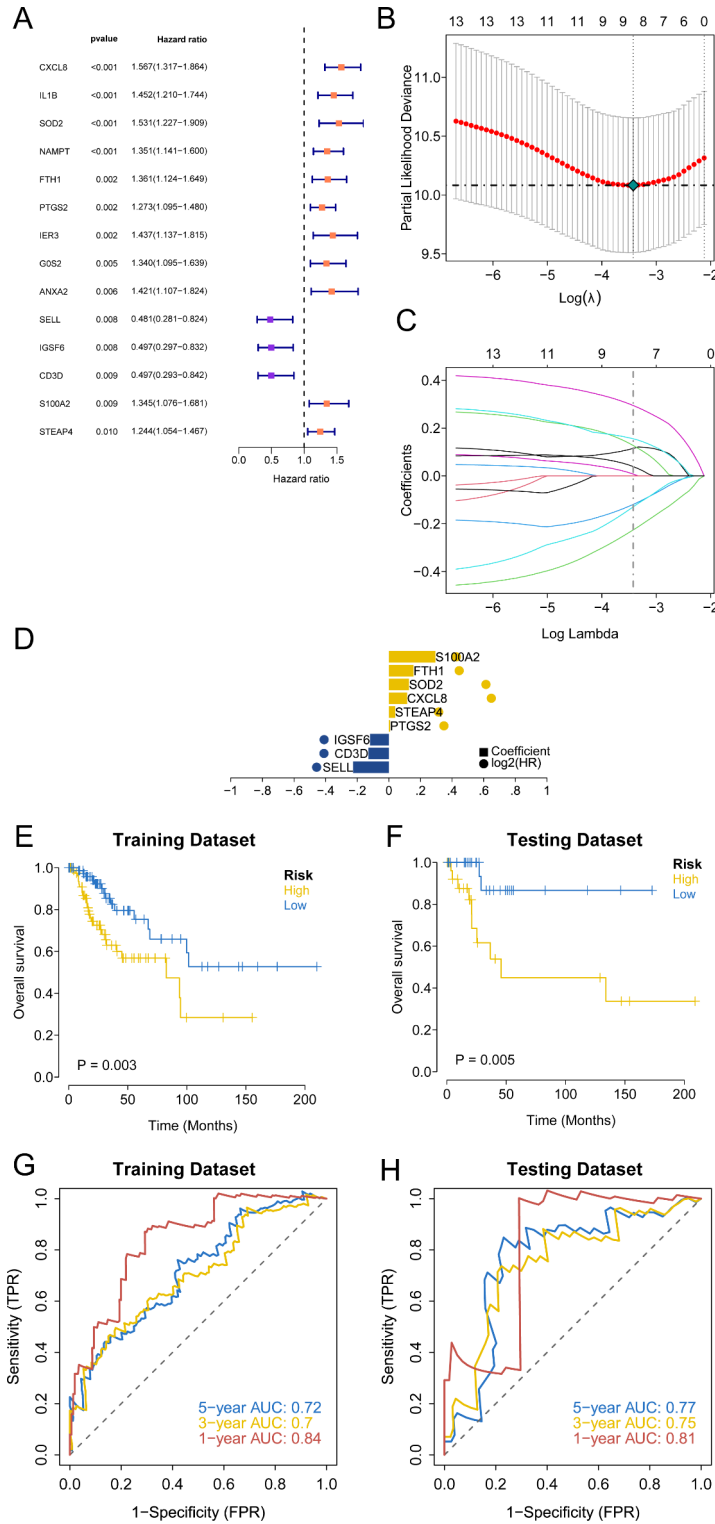 A
pvalue Hazard ratio
CXCL8 <0.001 1.567(1.317−1.864)
IL1B <0.001 1.452(1.210−1.744)
SOD2 <0.001 1.531(1.227−1.909)
NAMPT <0.001 1.351(1.141−1.600)
FTH1 0.002 1.361(1.124−1.649)
PTGS2 0.002 1.273(1.095−1.480)
IER3 0.002 1.437(1.137−1.815)
G0S2 0.005 1.340(1.095−1.639)
ANXA2 0.006 1.421(1.107−1.824)
SELL 0.008 0.481(0.281−0.824)
IGSF6 0.008 0.497(0.297−0.832)
CD3D 0.009 0.497(0.293−0.842)
S100A2 0.009 1.345(1.076−1.681)
STEAP4 0.010 1.244(1.054−1.467)
0.0 0.5 1.0 1.5
Hazard ratio
B
13 13 11 11 9 9 8 7 6 0
Partial Likelihood Deviance
11.0
10.5
10.0
9.5
−6 −5 −4 −3 −2
Log(λ)
C
13 11 9 7 0
Coefficients
0.4
0.2
0.0
−0.2
−0.4
−6 −5 −4 −3 −2
Log Lambda
D
S100A2
FTH1
SOD2
CXCL8
STEAP4
PTGS2
IGSF6
CD3D
SELL
Coefficient
log2(HR)
−1 −.8 −.6 −.4 −.2 0 .2 .4 .6 .8 1
E
Training Dataset
Overall survival
1.0
0.8
0.6
0.4
0.2
0.0
Risk
High
Low
P = 0.003
0 50 100 150 200
Time (Months)
F
Testing Dataset
Overall survival
1.0
0.8
0.6
0.4
0.2
0.0
Risk
High
Low
P = 0.005
0 50 100 150 200
Time (Months)
G
Training Dataset
Sensitivity (TPR)
1.0
0.8
0.6
0.4
0.2
0.0
5−year AUC: 0.72
3−year AUC: 0.7
1−year AUC: 0.84
0.0 0.2 0.4 0.6 0.8 1.0
1−Specificity (FPR)
H
Testing Dataset
Sensitivity (TPR)
1.0
0.8
0.6
0.4
0.2
0.0
5−year AUC: 0.77
3−year AUC: 0.75
1−year AUC: 0.81
0.0 0.2 0.4 0.6 0.8 1.0
1−Specificity (FPR)